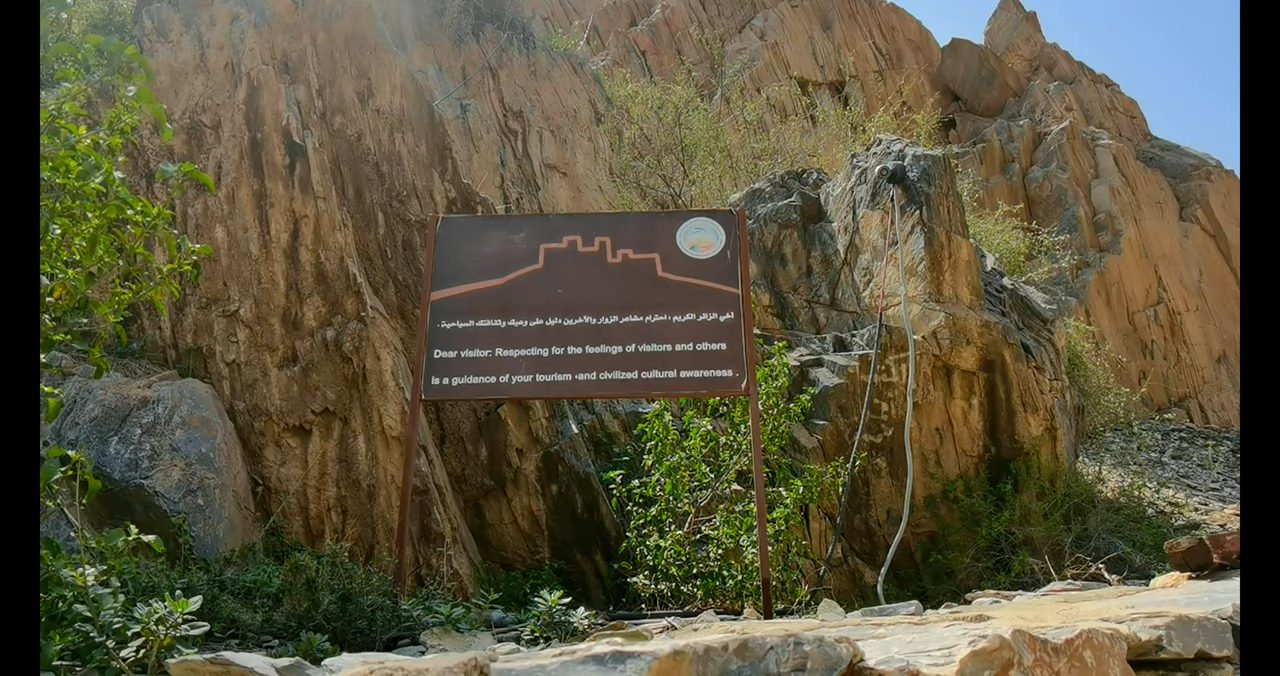 أخي الزائر الكريم : احترام مشاعر الزوار والآخرين دليل على وعيك وثقافتك السياحية .
Dear visitor: Respecting for the feelings of visitors and others
is a guidance of your tourism ،and civilized cultural awareness .